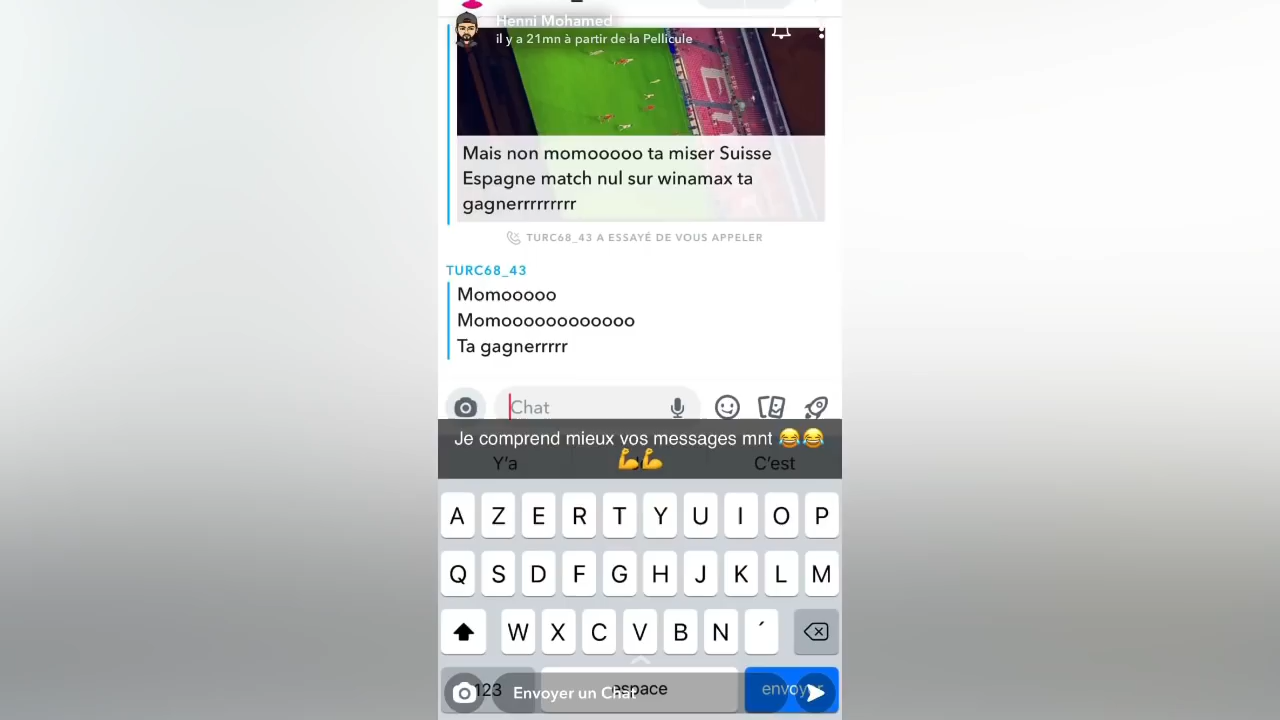 Henni Mohamed
il y a 21mn à partir de la Pellicule
Mais non momooooo ta miser Suisse
Espagne match nul sur winamax ta
gagnerrrrrrrrr
TURC68_43 A ESSAYÉ DE VOUS APPELER
TURC68_43
Momooooo
Momoooooooooooo
Ta gagnerrrrr
Chat
Je comprend mieux vos messages mnt 😂😂
💪💪
Y'a C'est
A Z E R T Y U I O P
Q S D F G H J K L M
W X C V B N ´
123 espace envoyer
Envoyer un Chat